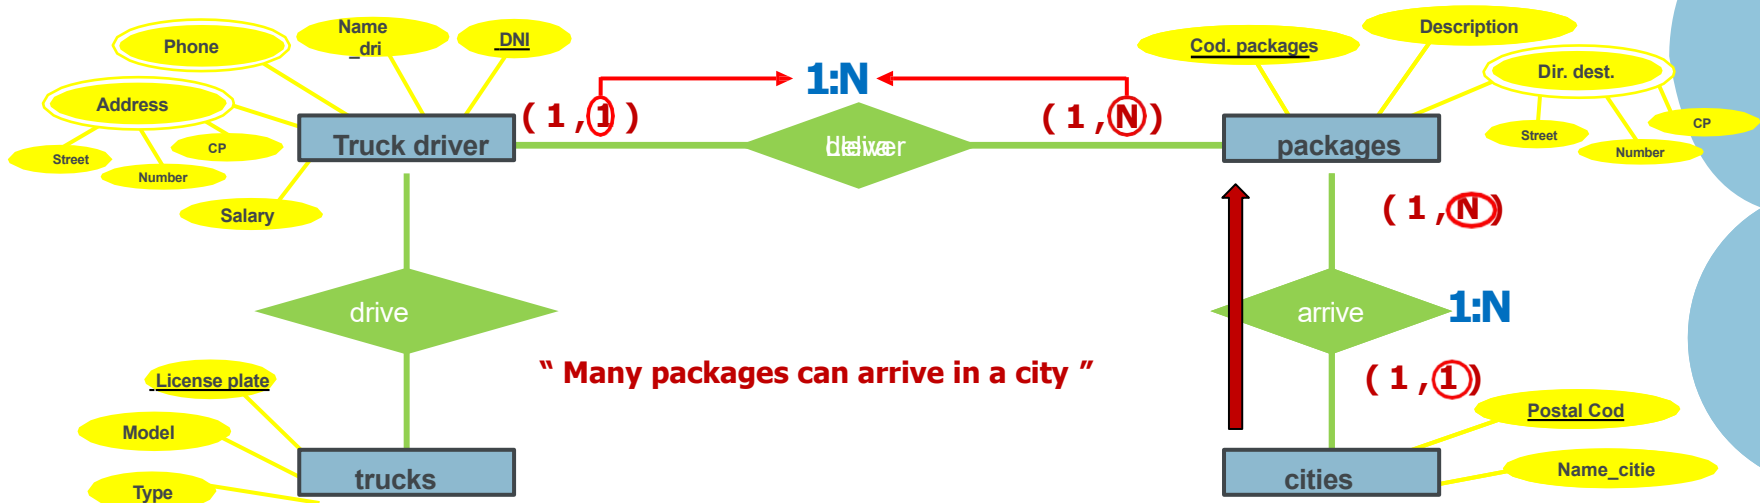 Phone
Name
_dri
DNI
Address
Street
Number
CP
Salary
Truck driver
( 1 , 1 )
1:N
( 1 , N )
Cod. packages
Description
Dir. dest.
Street
Number
CP
packages
( 1 , N )
drive
arrive
1:N
" Many packages can arrive in a city "
( 1 , 1 )
License plate
Model
Type
trucks
Postal Cod
Name_citie
cities